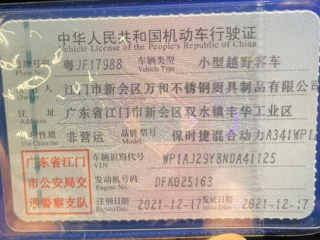 中华人民共和国机动车行驶证
Vehicle License of the People's Republic of China
号牌号码 粤JF17988 车辆类型 小型越野客车
Plate No. Vehicle Type
江门市新会区万和不锈钢厨具制品有限公司
Owner
住 址 广东省江门市新会区双水镇丰华工业区
Address
使用性质 非营运 品牌型号 保时捷混合动力A341WP1
Use Character Model
广东省江门
市公安局交
通警察支队
车辆识别代号 WP1AJ29Y8NDA41125
VIN
发动机号码 DFK025163
Engine No.
注册日期 2021-12-17 发证日期 2021-12-17
Register Date Issue Date